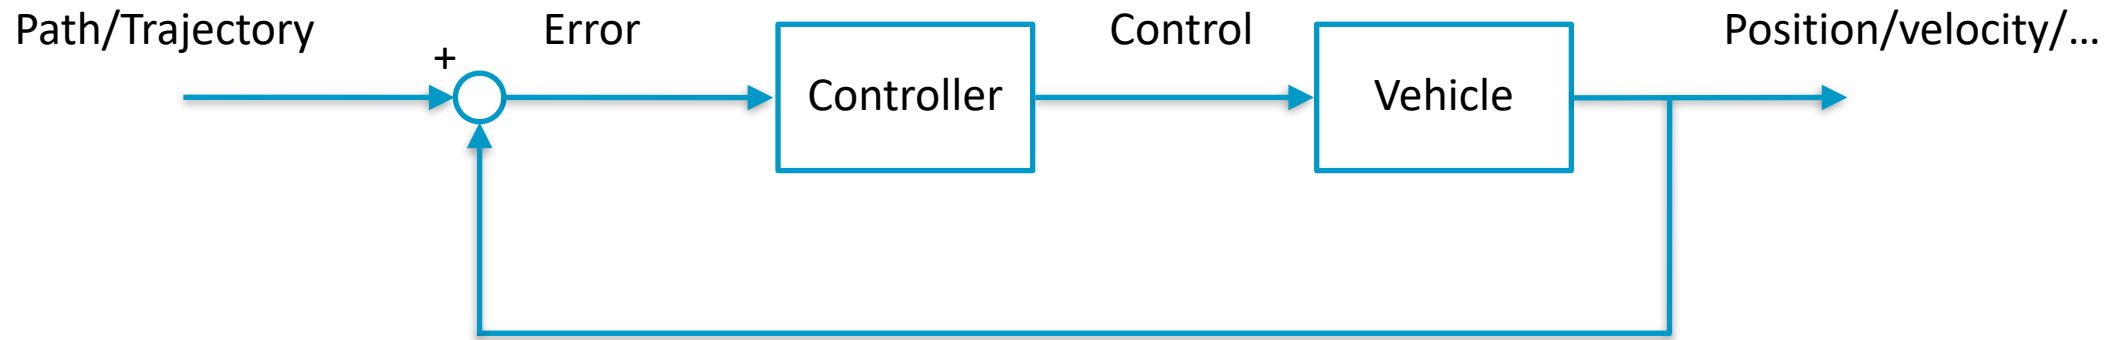 Path/Trajectory
+
Error
Controller
Control
Vehicle
Position/velocity/...